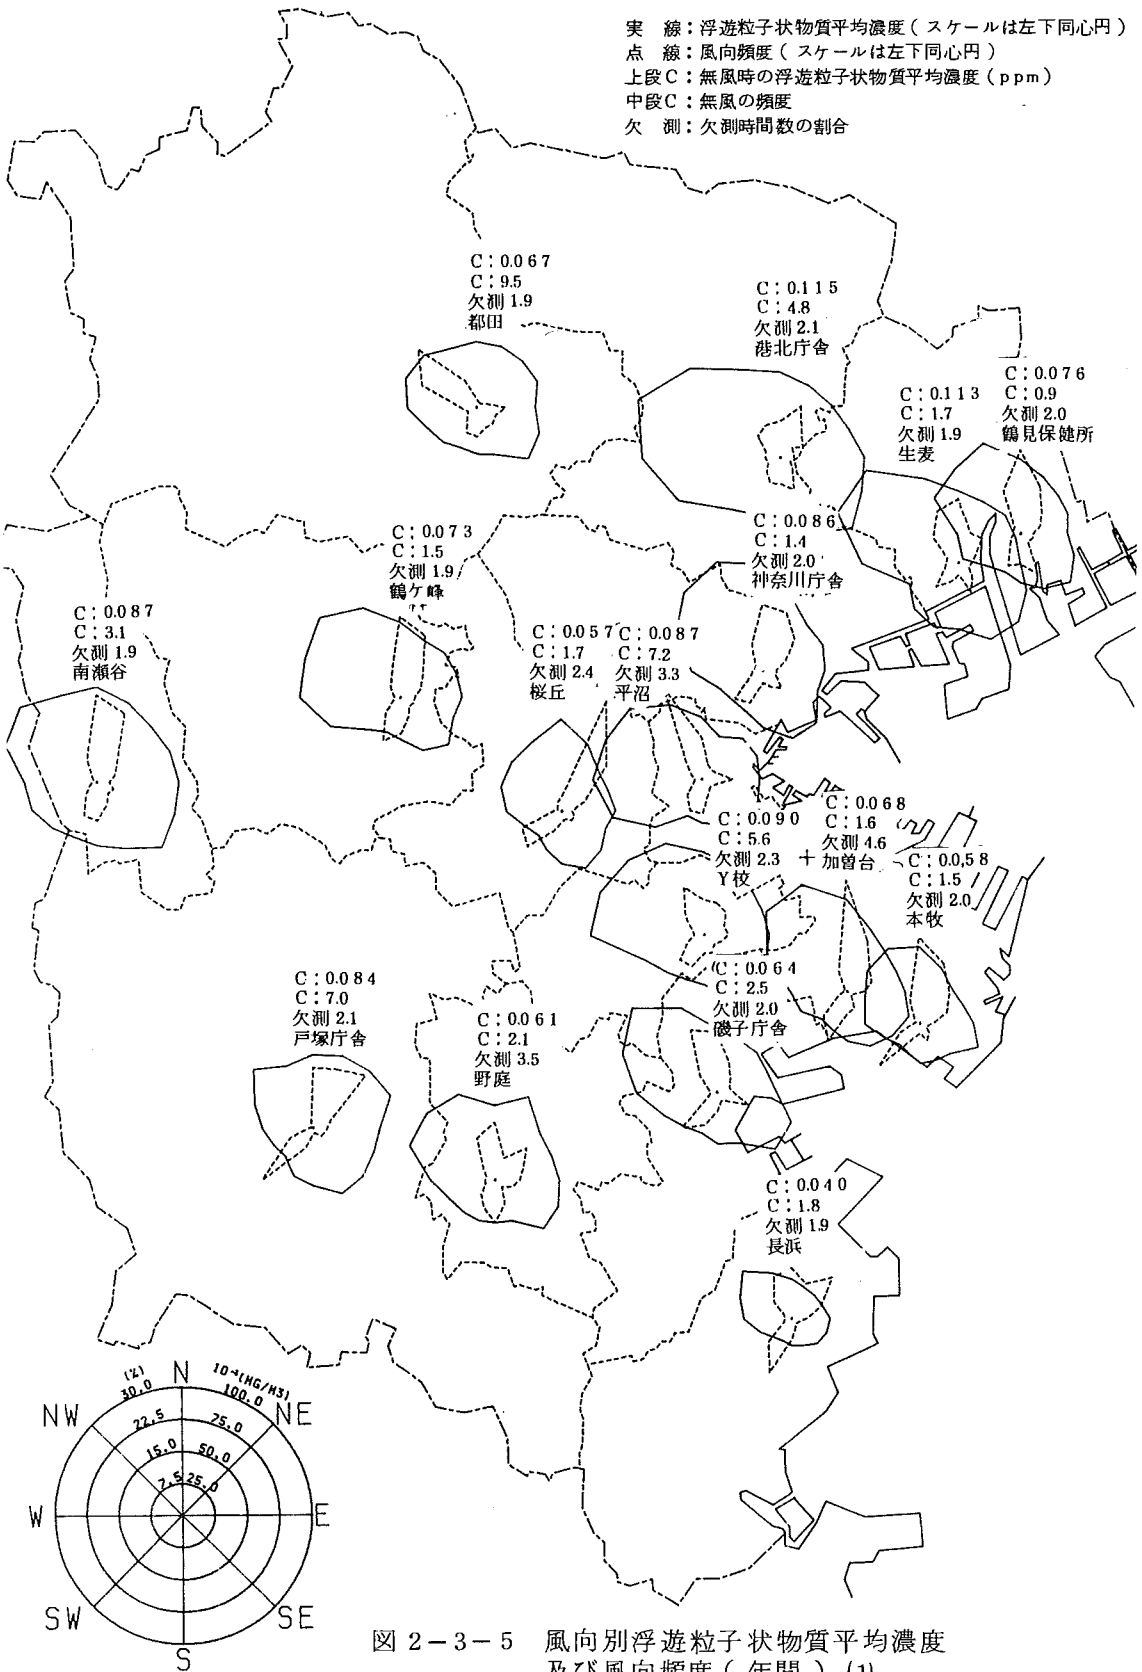 実　線：浮遊粒子状物質平均濃度（スケールは左下同心円）
点　線：風向頻度（スケールは左下同心円）
上段C：無風時の浮遊粒子状物質平均濃度（ppm）
中段C：無風の頻度
欠　測：欠測時間数の割合
C：0.067
C：9.5
欠測 1.9
都田
C：0.115
C：4.8
欠測 2.1
港北庁舎
C：0.076
C：0.9
欠測 2.0
鶴見保健所
C：0.113
C：1.7
欠測 1.9
生麦
C：0.086
C：1.4
欠測 2.0
神奈川庁舎
C：0.073
C：1.5
欠測 1.9
鶴ケ峰
C：0.087
C：3.1
欠測 1.9
南瀬谷
C：0.057
C：1.7
欠測 2.4
桜丘
C：0.087
C：7.2
欠測 3.3
平沼
C：0.090
C：5.6
欠測 2.3
Y校
C：0.068
C：1.6
欠測 4.6
加曽台
C：0.0,58
C：1.5
欠測 2.0
本牧
C：0.084
C：7.0
欠測 2.1
戸塚庁舎
C：0.061
C：2.1
欠測 3.5
野庭
C：0.064
C：2.5
欠測 2.0
磯子庁舎
C：0.040
C：1.8
欠測 1.9
長浜
(%)
30.0
N
(MG/M3)
100.0
NW
NE
22.5
75.0
15.0
50.0
7.5
25.0
W
E
SW
SE
S
図 2－3－5　風向別浮遊粒子状物質平均濃度
及び風向頻度（年間）(1)